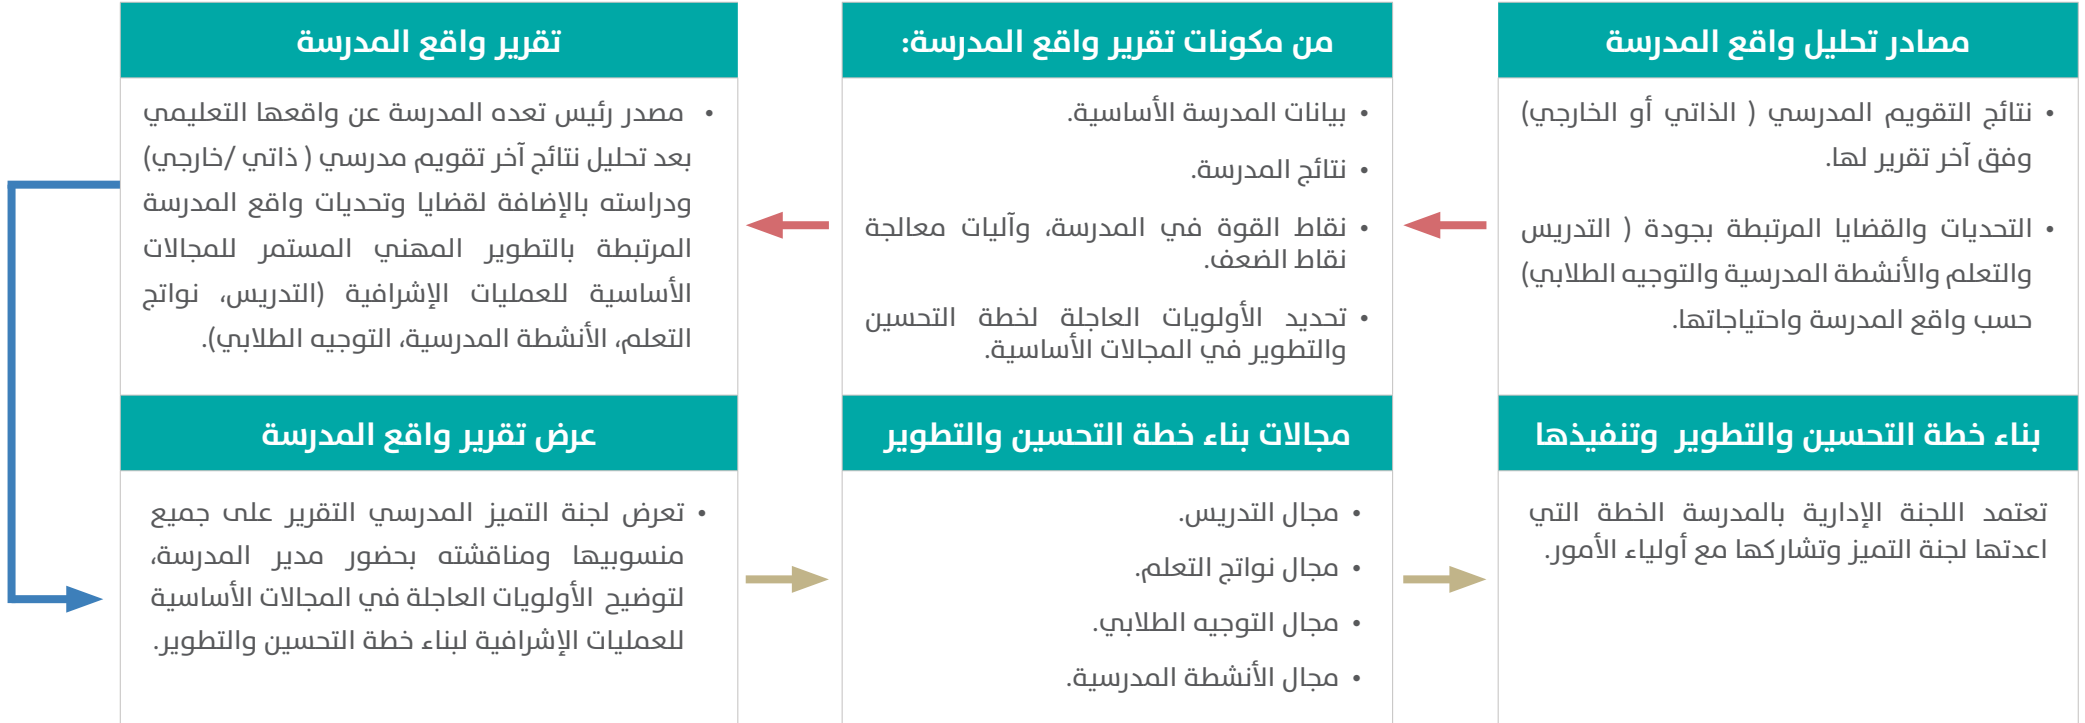 مصادر تحليل واقع المدرسة
• نتائج التقويم المدرسي ( الذاتي أو الخارجي)
وفق آخر تقرير لها.
• التحديات والقضايا المرتبطة بجودة ( التدريس
والتعلم والأنشطة المدرسية والتوجيه الطلابي)
حسب واقع المدرسة واحتياجاتها.
من مكونات تقرير واقع المدرسة:
• بيانات المدرسة الأساسية.
• نتائج المدرسة.
• نقاط القوة في المدرسة، وآليات معالجة
نقاط الضعف.
• تحديد الأولويات العاجلة لخطة التحسين
والتطوير في المجالات الأساسية.
تقرير واقع المدرسة
• مصدر رئيس تعده المدرسة عن واقعها التعليمي
بعد تحليل نتائج آخر تقويم مدرسي ( ذاتي /خارجي)
ودراسته بالإضافة لقضايا وتحديات واقع المدرسة
المرتبطة بالتطوير المهني المستمر للمجالات
الأساسية للعمليات الإشرافية (التدريس، نواتج
التعلم، الأنشطة المدرسية، التوجيه الطلابي).
عرض تقرير واقع المدرسة
• تعرض لجنة التميز المدرسي التقرير على جميع
منسوبيها ومناقشته بحضور مدير المدرسة،
لتوضيح الأولويات العاجلة في المجالات الأساسية
للعمليات الإشرافية لبناء خطة التحسين والتطوير.
مجالات بناء خطة التحسين والتطوير
• مجال التدريس.
• مجال نواتج التعلم.
• مجال التوجيه الطلابي.
• مجال الأنشطة المدرسية.
بناء خطة التحسين والتطوير وتنفيذها
تعتمد اللجنة الإدارية بالمدرسة الخطة التي
اعدتها لجنة التميز وتشاركها مع أولياء الأمور.